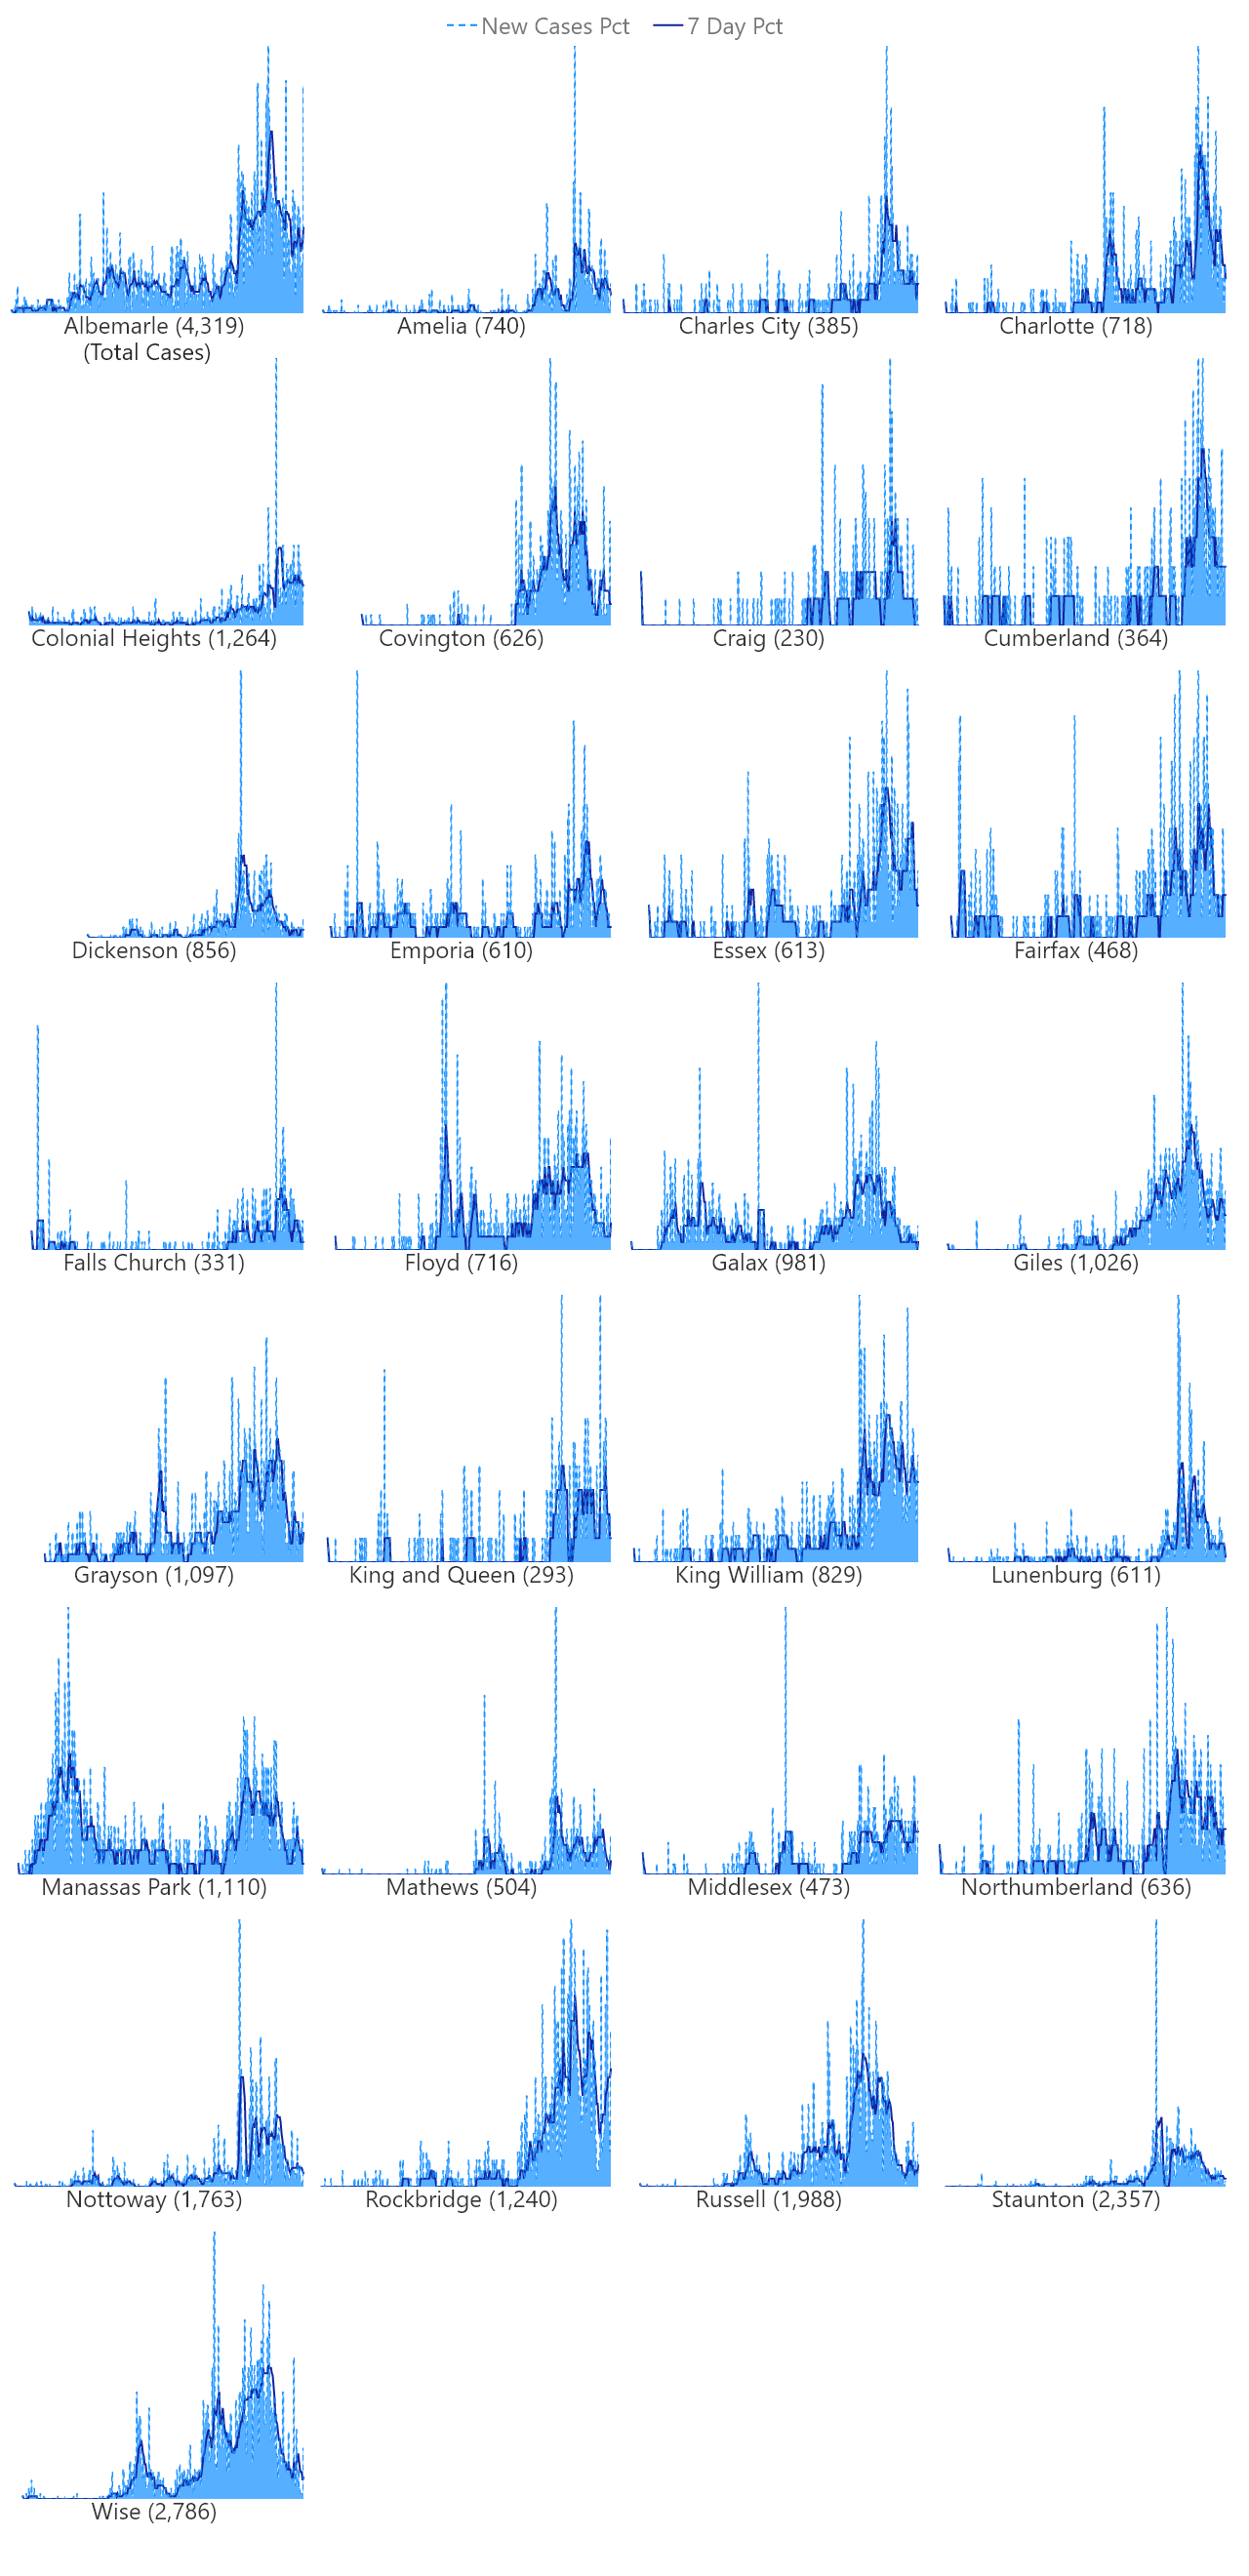 New Cases Pct 7 Day Pct
Albemarle (4,319) Amelia (740) Charles City (385) Charlotte (718)
(Total Cases)
Colonial Heights (1,264) Covington (626) Craig (230) Cumberland (364)
Dickenson (856) Emporia (610) Essex (613) Fairfax (468)
Falls Church (331) Floyd (716) Galax (981) Giles (1,026)
Grayson (1,097) King and Queen (293) King William (829) Lunenburg (611)
Manassas Park (1,110) Mathews (504) Middlesex (473) Northumberland (636)
Nottoway (1,763) Rockbridge (1,240) Russell (1,988) Staunton (2,357)
Wise (2,786)